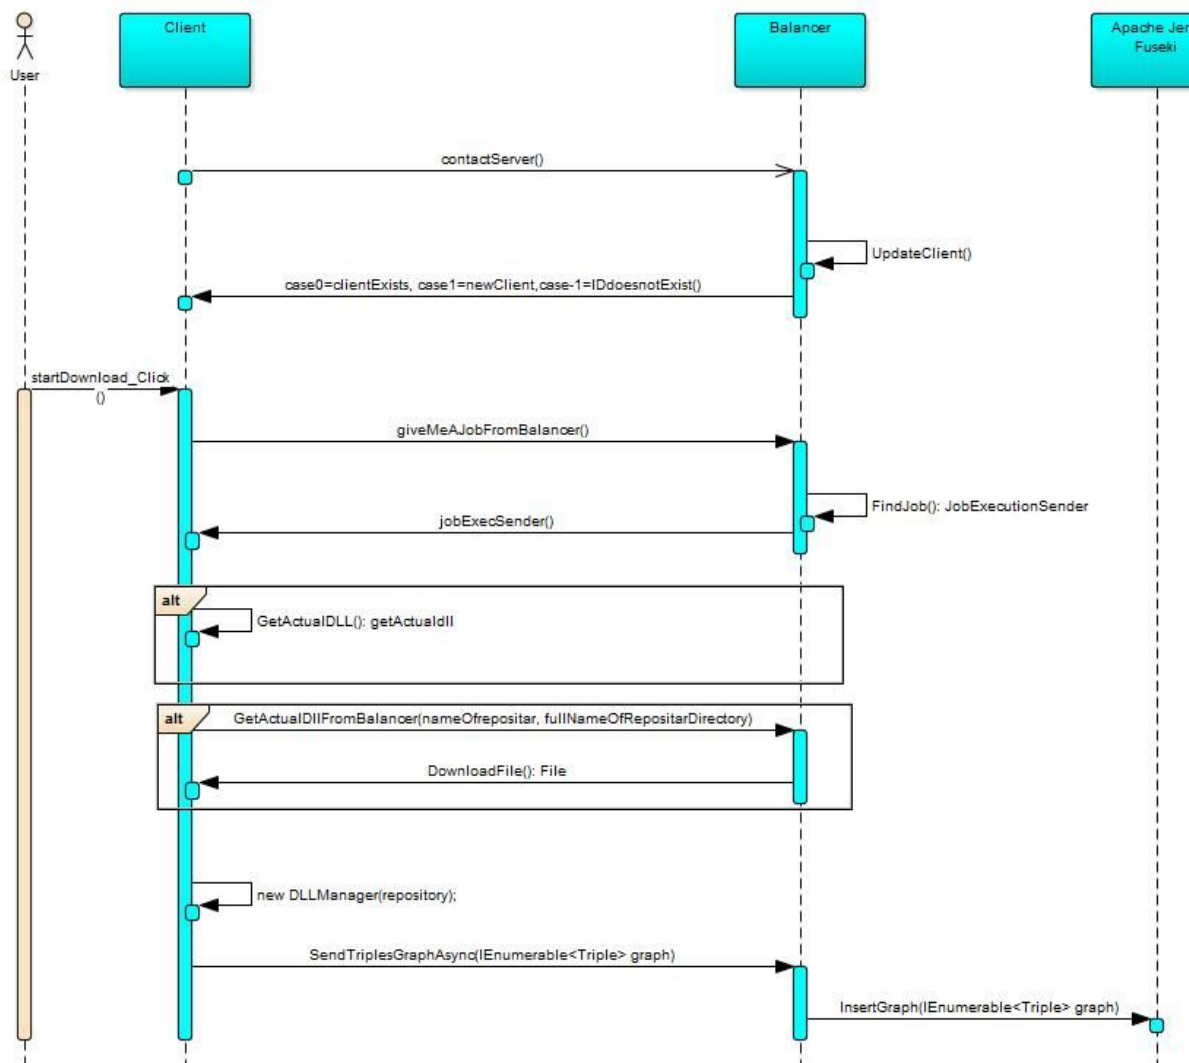 Client
Balancer
Apache Jen
Fuseki
User
contactServer()
UpdateClient()
case0=clientExists, case1=newClient,case-1=IDdoesnotExist()
startDownload_Click
()
giveMeAJobFromBalancer()
FindJob(): JobExecutionSender
jobExecSender()
alt
GetActualDLL(): getActualdll
alt
GetActualDllFromBalancer(nameOfrepositar, fullNameOfRepositarDirectory)
DownloadFile(): File
new DLLManager(repository);
SendTriplesGraphAsync(IEnumerable<Triple> graph)
InsertGraph(IEnumerable<Triple> graph)